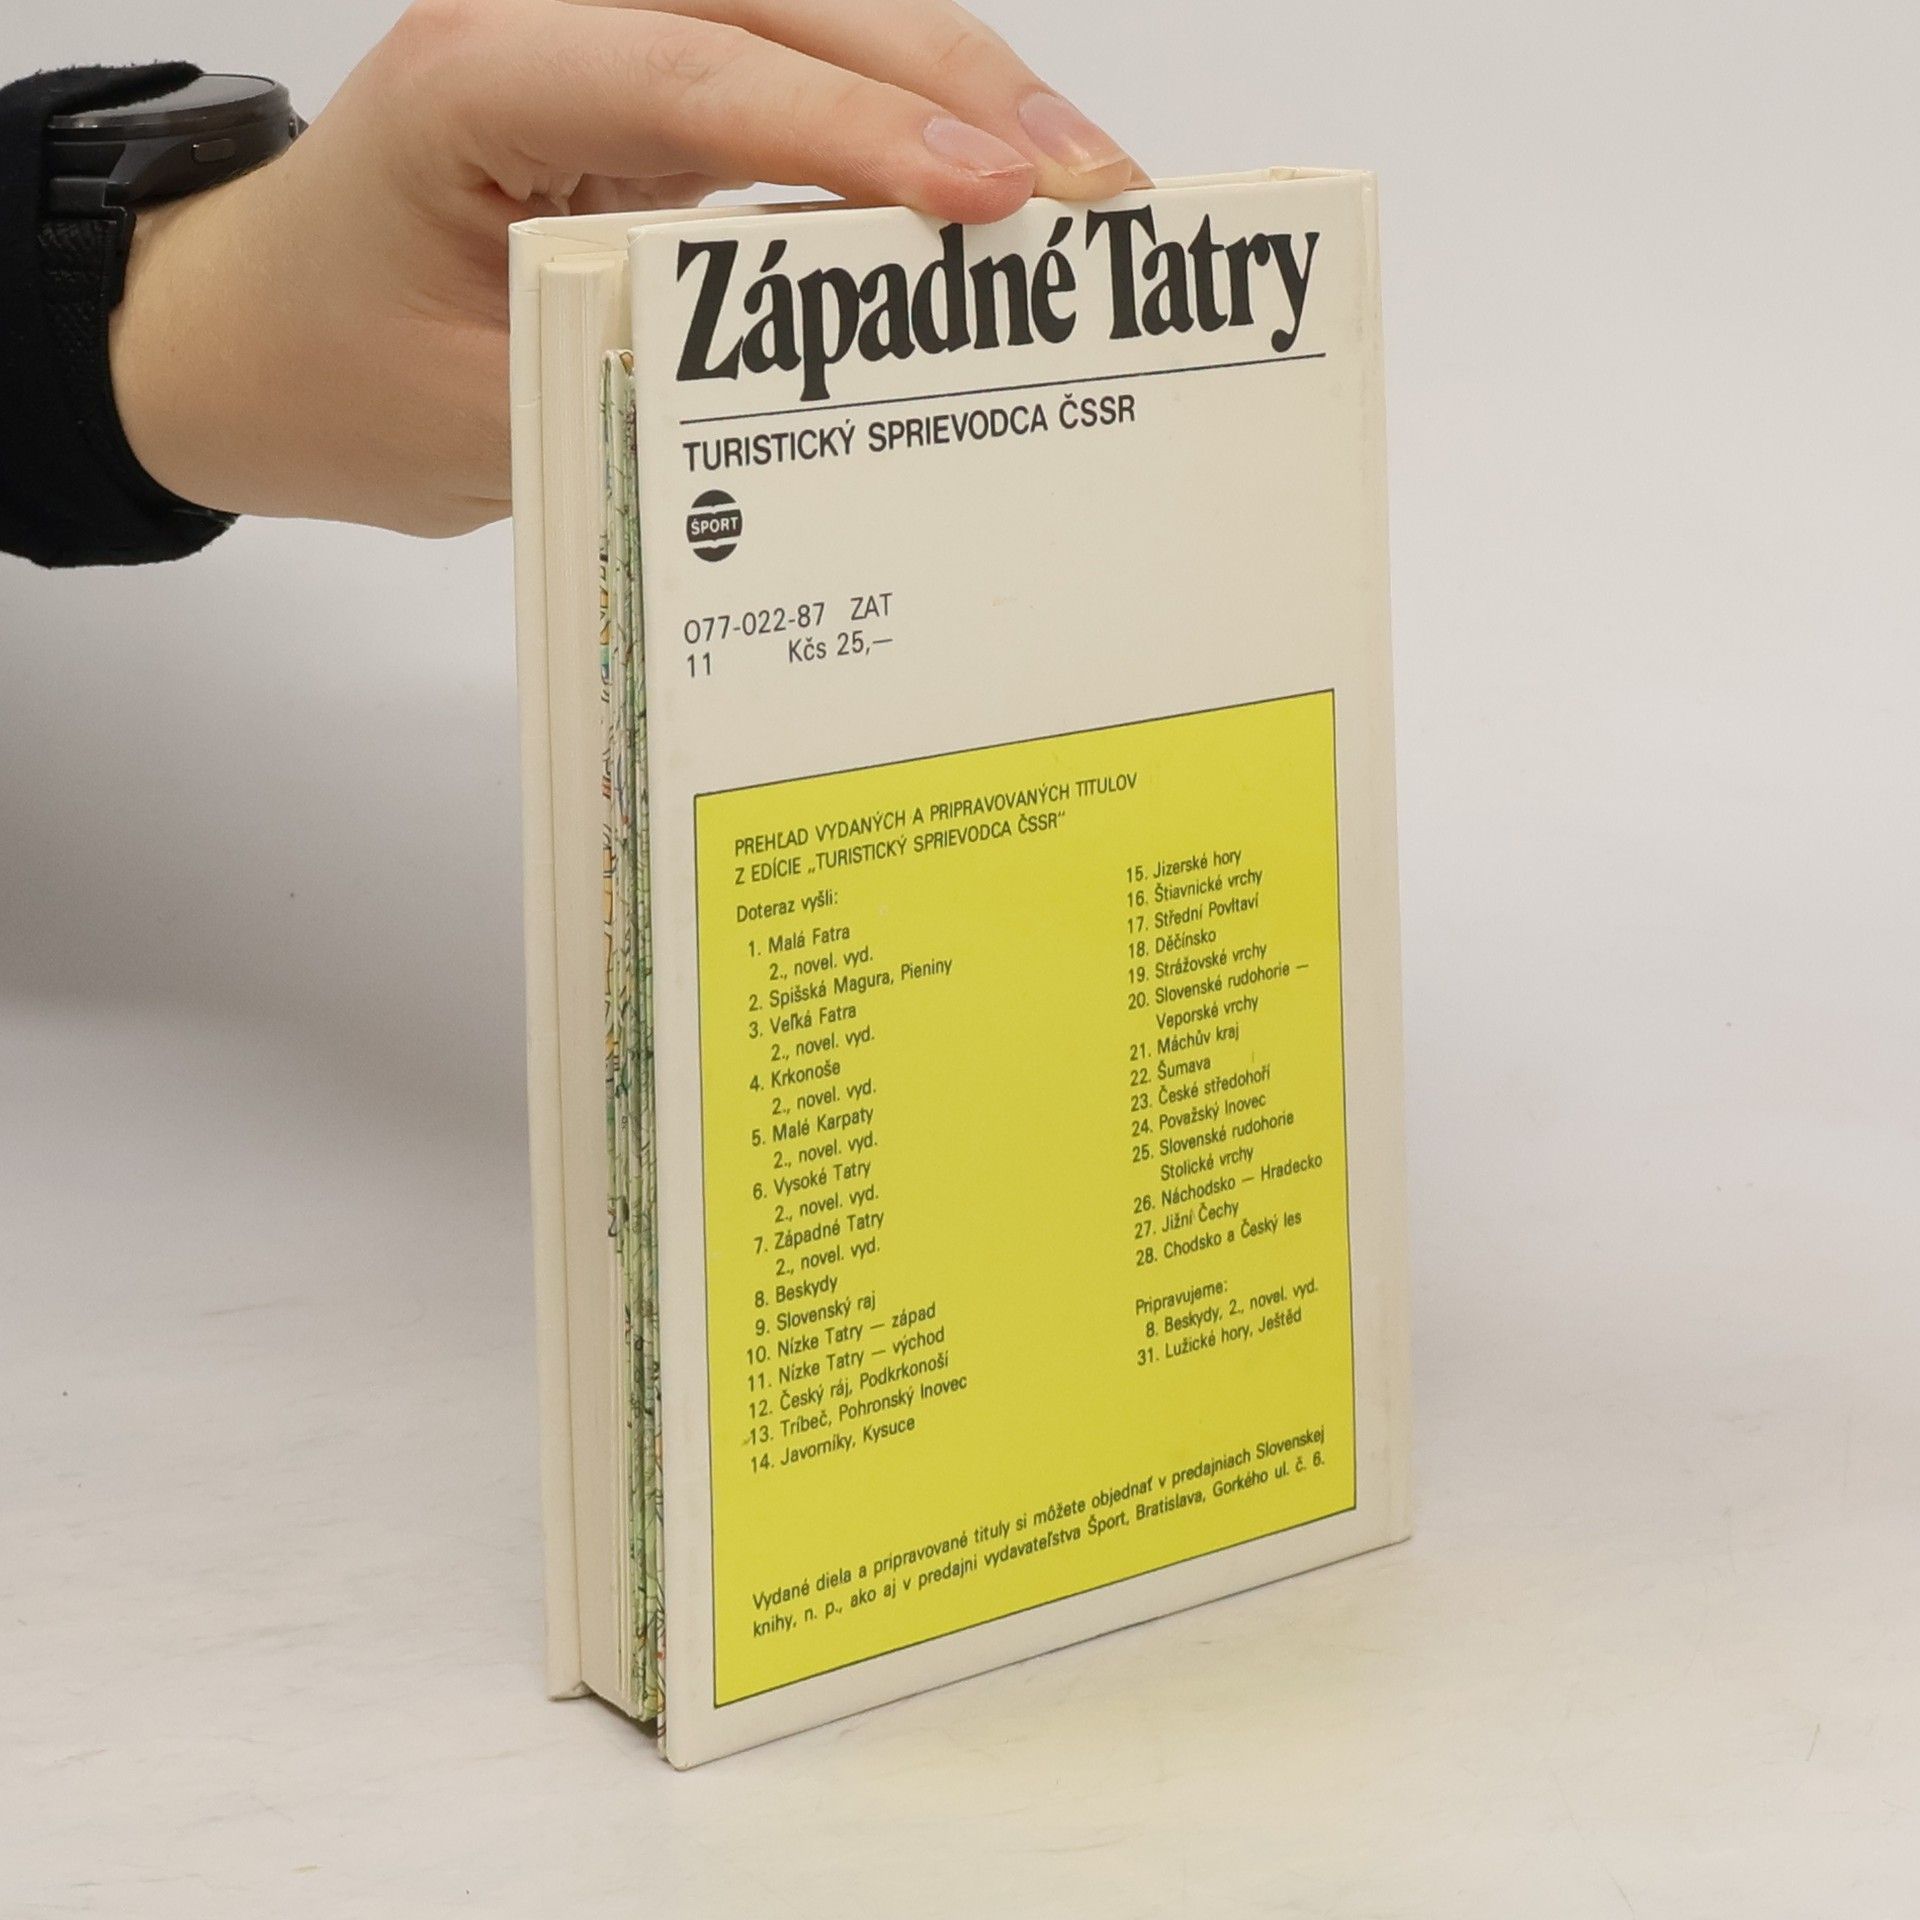 Západné Tatry
TURISTICKÝ SPRIEVODCA ČSSR
ŠPORT
077-022-87 ZAT
11 Kčs 25,—
PREHĽAD VYDANÝCH A PRIPRAVOVANÝCH TITULOV
Z EDÍCIE „TURISTICKÝ SPRIEVODCA ČSSR“
Doteraz vyšli:
1. Malá Fatra
2., novel. vyd.
2. Spišská Magura, Pieniny
3. Veľká Fatra
2., novel. vyd.
4. Krkonoše
2., novel. vyd.
5. Malé Karpaty
2., novel. vyd.
6. Vysoké Tatry
2., novel. vyd.
7. Západné Tatry
2., novel. vyd.
8. Beskydy
9. Slovenský raj
10. Nízke Tatry — západ
11. Nízke Tatry — východ
12. Český ráj, Podkrkonoší
13. Tríbeč, Pohronský Inovec
14. Javorníky, Kysuce
15. Jizerské hory
16. Štiavnické vrchy
17. Střední Povltaví
18. Děčínsko
19. Strážovské vrchy
20. Slovenské rudohorie —
Veporské vrchy
21. Máchův kraj
22. Šumava
23. České středohoří
24. Považský Inovec
25. Slovenské rudohorie
Stolické vrchy
26. Náchodsko — Hradecko
27. Jižní Čechy
28. Chodsko a Český les
Pripravujeme:
8. Beskydy, 2., novel. vyd.
31. Lužické hory, Ještěd
Vydané diela a pripravované tituly si môžete objednať v predajniach Slovenskej
knihy, n. p., ako aj v predajni vydavateľstva Šport, Bratislava, Gorkého ul. č. 6.